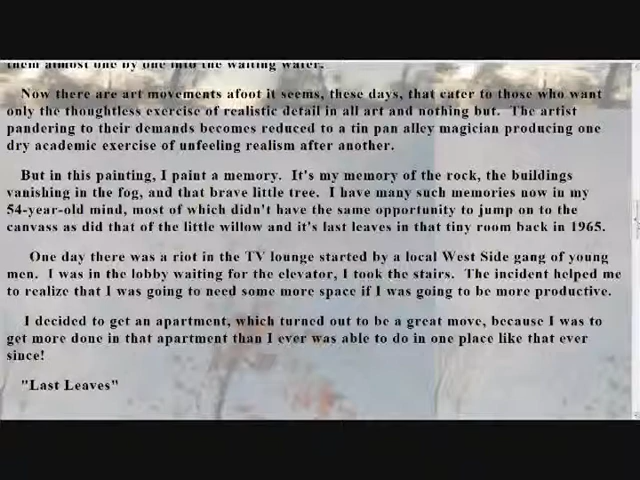 them almost one by one into the waiting water.
Now there are art movements afoot it seems, these days, that cater to those who want
only the thoughtless exercise of realistic detail in all art and nothing but.  The artist
pandering to their demands becomes reduced to a tin pan alley magician producing one
dry academic exercise of unfeeling realism after another.
But in this painting, I paint a memory.  It's my memory of the rock, the buildings
vanishing in the fog, and that brave little tree.  I have many such memories now in my
54-year-old mind, most of which didn't have the same opportunity to jump on to the
canvass as did that of the little willow and it's last leaves in that tiny room back in 1965.
One day there was a riot in the TV lounge started by a local West Side gang of young
men.  I was in the lobby waiting for the elevator, I took the stairs.  The incident helped me
to realize that I was going to need some more space if I was going to be more productive.
I decided to get an apartment, which turned out to be a great move, because I was to
get more done in that apartment than I ever was able to do in one place like that ever
since!
"Last Leaves"